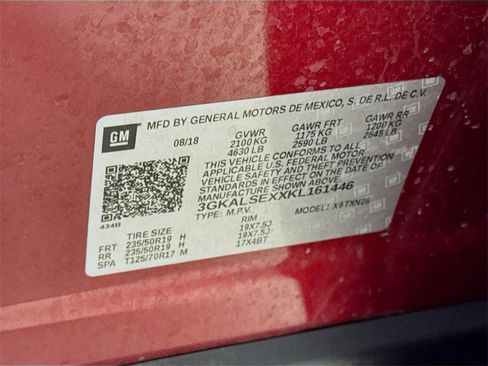 MFD BY GENERAL MOTORS DE MEXICO, S. DE R.L. DE C.V.
GM
08/18 GVWR GAWR FRT GAWR RR
2100 KG 1175 KG 1200 KG
4630 LB 2590 LB 2645 LB
THIS VEHICLE CONFORMS TO ALL
APPLICABLE U.S. FEDERAL MOTOR
VEHICLE SAFETY AND THEFT PREVENTION
STANDARDS IN EFFECT ON THE DATE OF
MANUFACTURE SHOWN ABOVE.
3GKALSEXXKL161446
TYPE: M.P.V. MODEL: X8TXN26
434B
TIRE SIZE RIM
FRT 235/50R19 H 19X7.5J
RR 235/50R19 H 19X7.5J
SPA T125/70R17 M 17X4BT